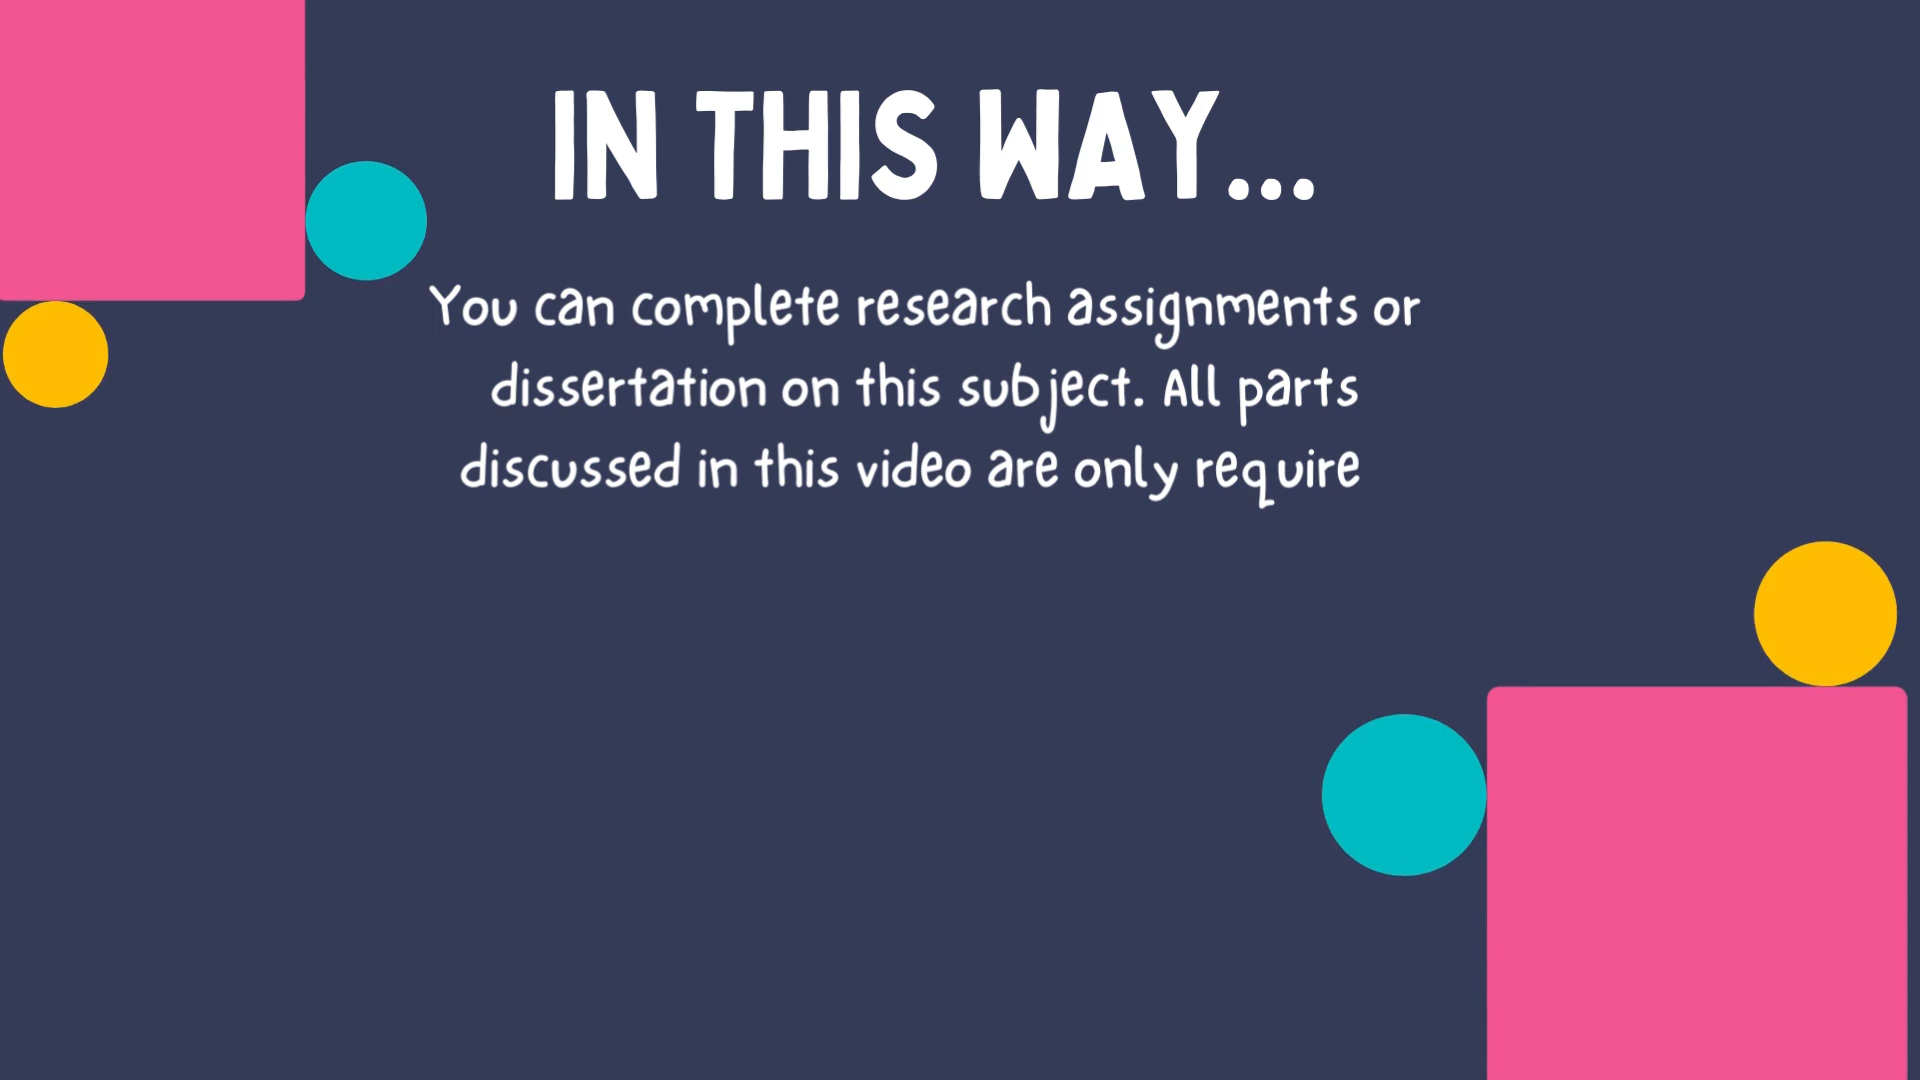 IN THIS WAY...
You can complete research assignments or
dissertation on this subject. All parts
discussed in this video are only require